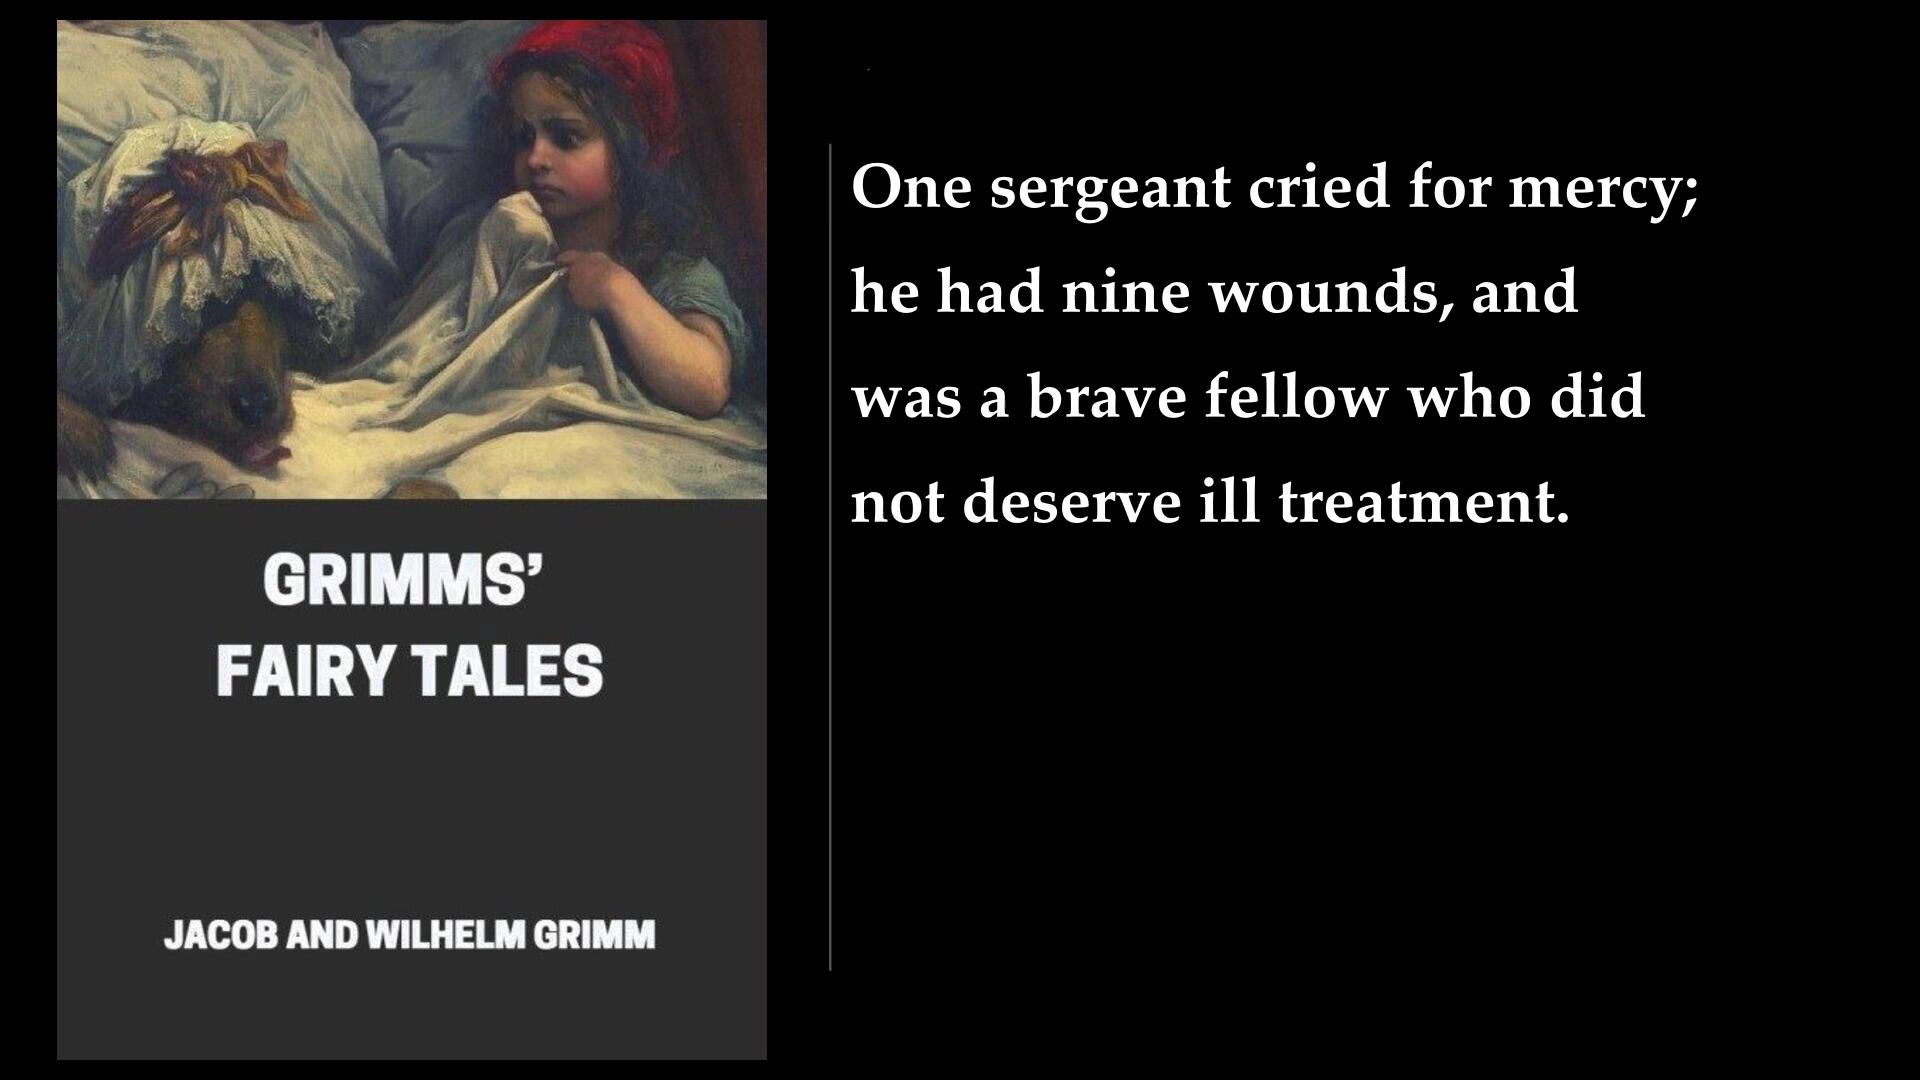 GRIMMS’
FAIRY TALES
JACOB AND WILHELM GRIMM
One sergeant cried for mercy;
he had nine wounds, and
was a brave fellow who did
not deserve ill treatment.